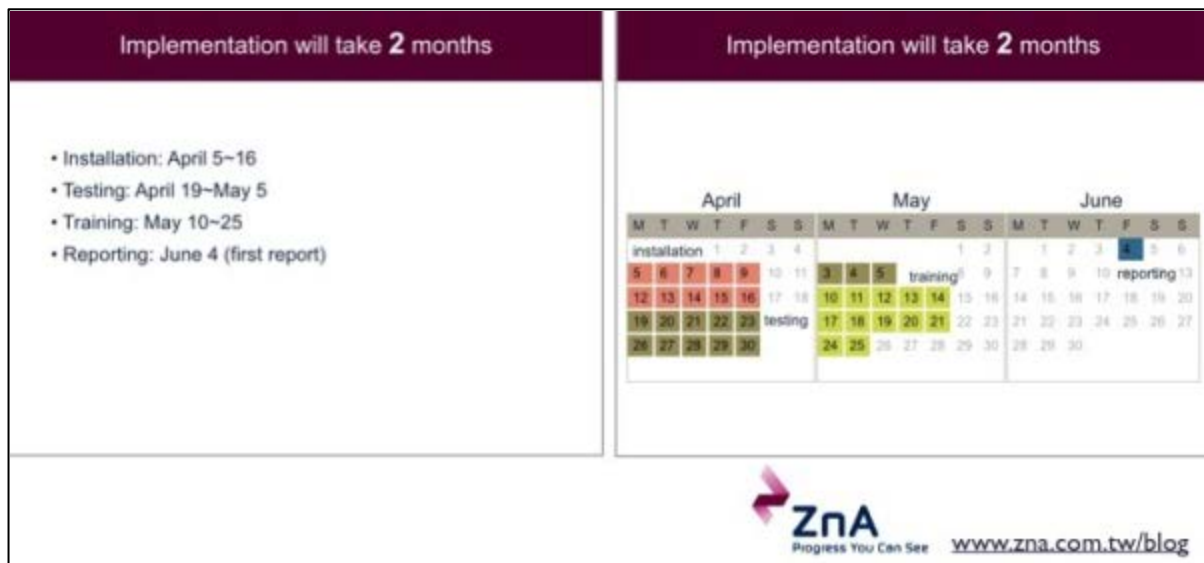 Implementation will take 2 months
• Installation: April 5~16
• Testing: April 19~May 5
• Training: May 10~25
• Reporting: June 4 (first report)
Implementation will take 2 months
April
M T W T F S S
installation 1 2 3 4
5 6 7 8 9 10 11
12 13 14 15 16 17 18
19 20 21 22 23 testing
26 27 28 29 30
May
M T W T F S S
1 2
3 4 5 training 8 9
10 11 12 13 14 15 16
17 18 19 20 21 22 23
24 25 26 27 28 29 30
June
M T W T F S S
1 2 3 4 5 6
7 8 9 10 reporting 13
14 15 16 17 18 19 20
21 22 23 24 25 26 27
28 29 30
ZnA
Progress You Can See
www.zna.com.tw/blog